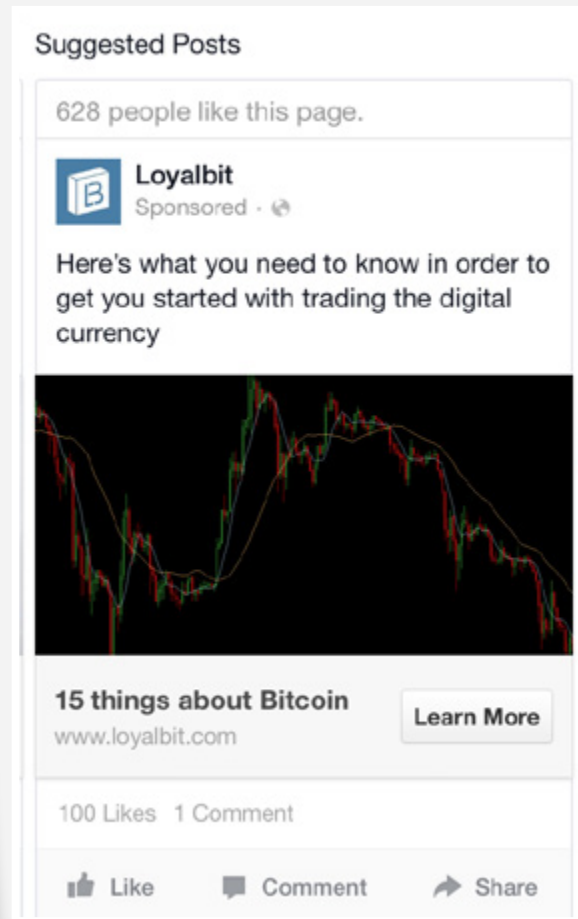 Suggested Posts
628 people like this page.
B
Loyalbit
Sponsored ·
Here's what you need to know in order to
get you started with trading the digital
currency
15 things about Bitcoin
www.loyalbit.com
Learn More
100 Likes 1 Comment
Like Comment Share